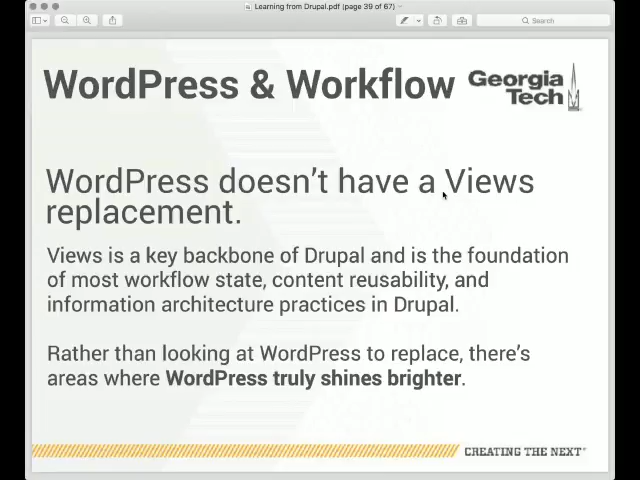 Learning from Drupal.pdf (page 39 of 67)
Search
WordPress & Workflow
Georgia
Tech
WordPress doesn't have a Views
replacement.
Views is a key backbone of Drupal and is the foundation
of most workflow state, content reusability, and
information architecture practices in Drupal.
Rather than looking at WordPress to replace, there's
areas where WordPress truly shines brighter.
CREATING THE NEXT